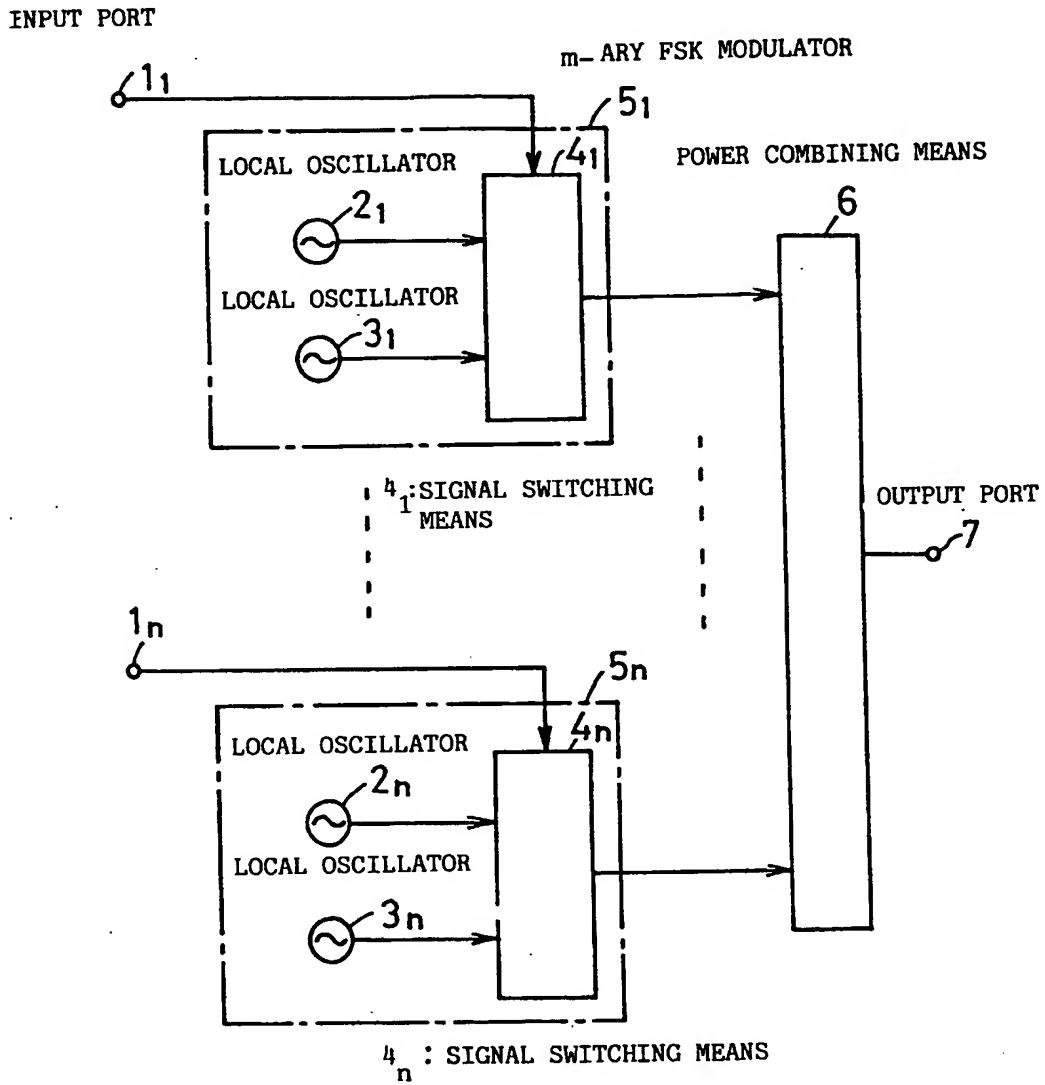 INPUT PORT
m-ARY FSK MODULATOR
1₁
5₁
LOCAL OSCILLATOR
4₁
POWER COMBINING MEANS
2₁
6
LOCAL OSCILLATOR
3₁
4₁:SIGNAL SWITCHING
MEANS
OUTPUT PORT
7
1n
5n
LOCAL OSCILLATOR
4n
2n
LOCAL OSCILLATOR
3n
4n : SIGNAL SWITCHING MEANS